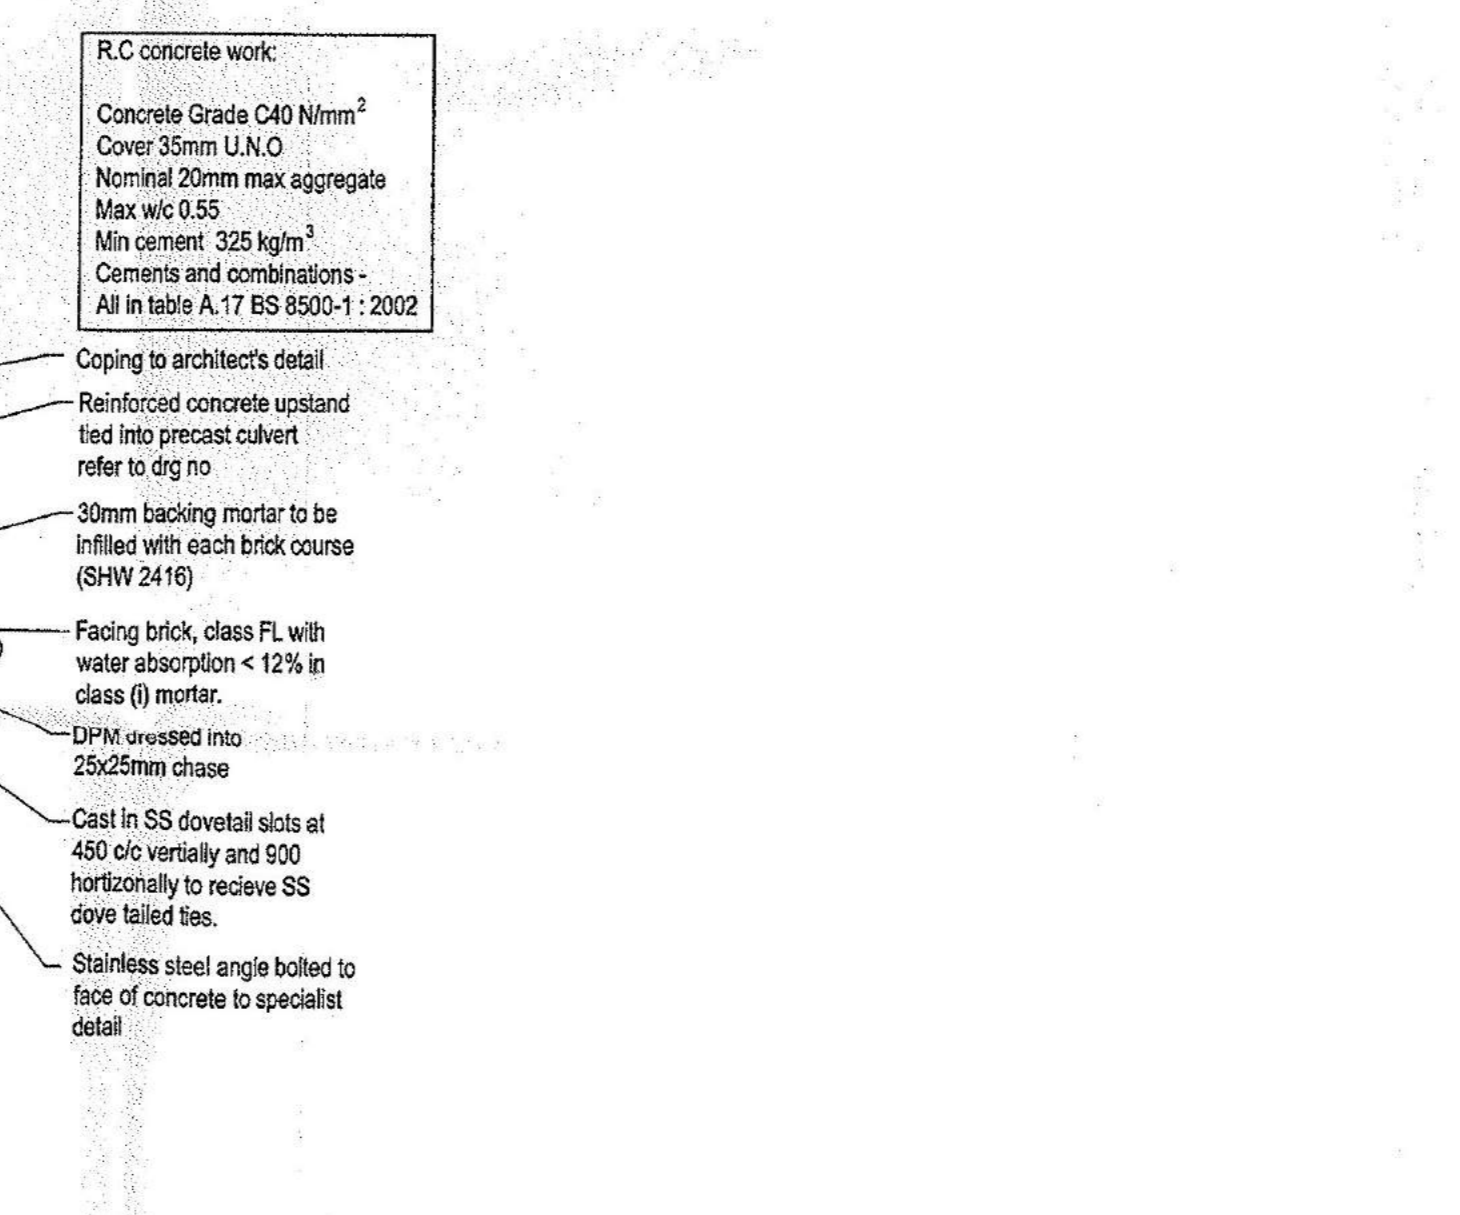 R.C concrete work:
Concrete Grade C40 N/mm²
Cover 35mm U.N.O
Nominal 20mm max aggregate
Max w/c 0.55
Min cement 325 kg/m³
Cements and combinations -
All in table A.17 BS 8500-1 : 2002
Coping to architect's detail
Reinforced concrete upstand
tied into precast culvert
refer to drg no
30mm backing mortar to be
infilled with each brick course
(SHW 2416)
Facing brick, class FL with
water absorption < 12% in
class (i) mortar.
DPM dressed into
25x25mm chase
Cast in SS dovetail slots at
450 c/c vertially and 900
hortizonally to recieve SS
dove tailed ties.
Stainless steel angle bolted to
face of concrete to specialist
detail